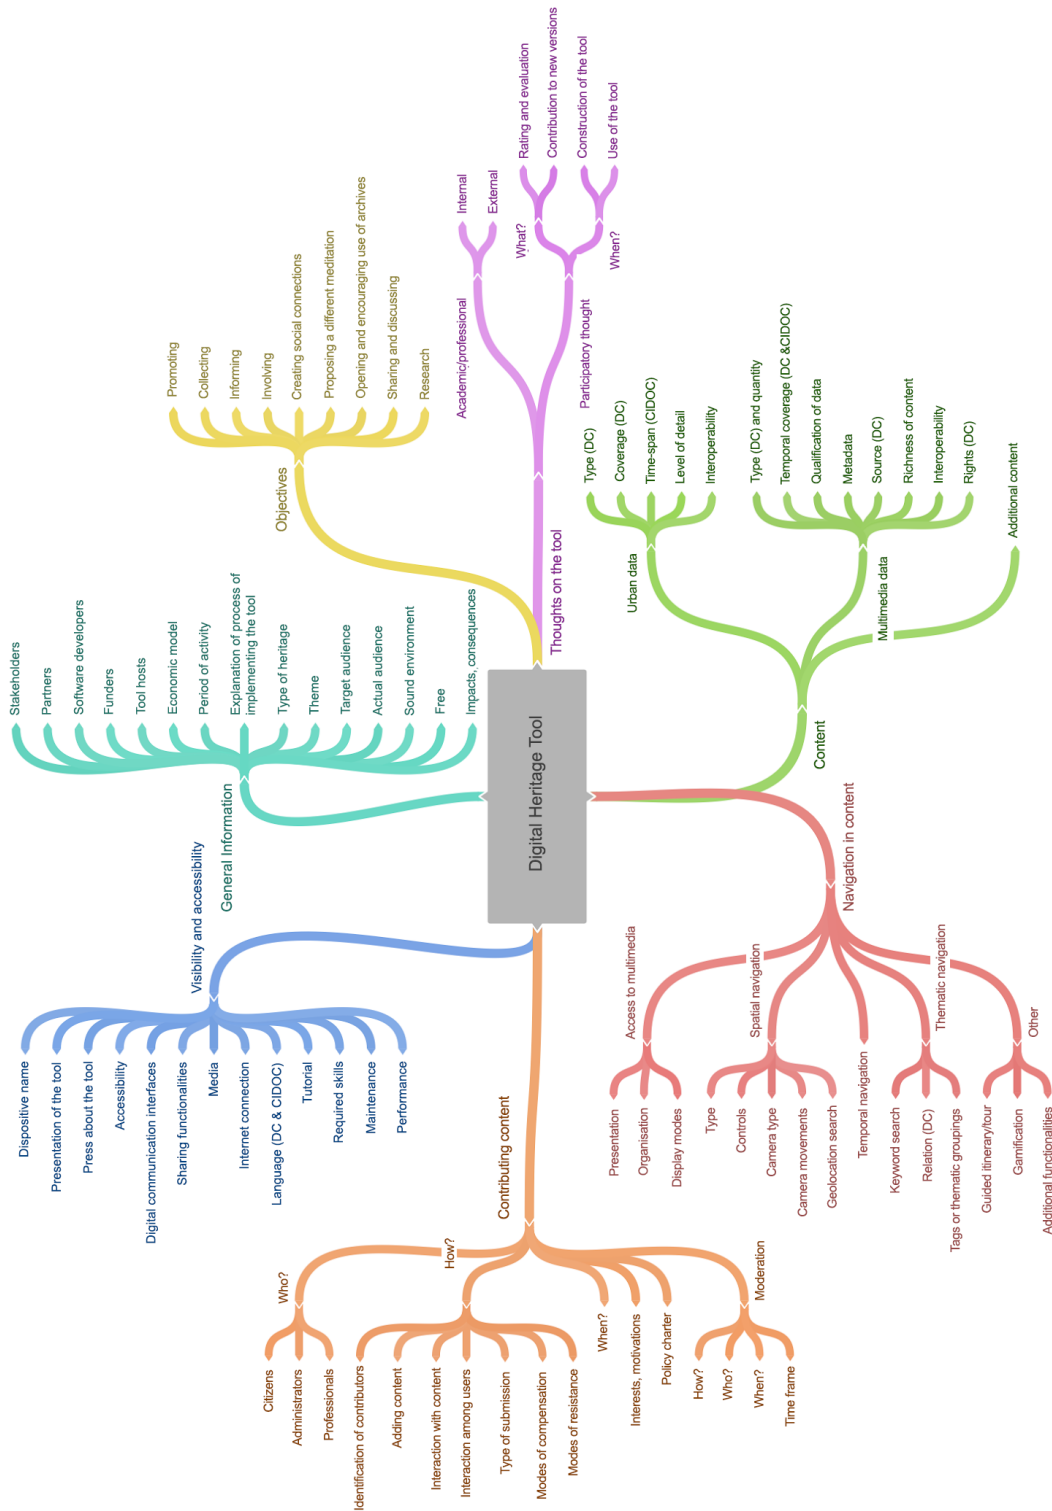 Digital Heritage Tool
General Information
Stakeholders
Partners
Software developers
Funders
Tool hosts
Economic model
Period of activity
Explanation of process of
implementing the tool
Type of heritage
Theme
Target audience
Actual audience
Sound environment
Free
Impacts, consequences
Objectives
Promoting
Collecting
Informing
Involving
Creating social connections
Proposing a different meditation
Opening and encouraging use of archives
Sharing and discussing
Research
Thoughts on the tool
Academic/professional
Internal
External
Participatory thought
What?
Rating and evaluation
Contribution to new versions
When?
Construction of the tool
Use of the tool
Content
Urban data
Type (DC)
Coverage (DC)
Time-span (CIDOC)
Level of detail
Interoperability
Multimedia data
Type (DC) and quantity
Temporal coverage (DC &CIDOC)
Qualification of data
Metadata
Source (DC)
Richness of content
Interoperability
Rights (DC)
Additional content
Visibility and accessibility
Dispositive name
Presentation of the tool
Press about the tool
Accessibility
Digital communication interfaces
Sharing functionalities
Media
Internet connection
Language (DC & CIDOC)
Tutorial
Required skills
Maintenance
Performance
Contributing content
Who?
Citizens
Administrators
Professionals
How?
Identification of contributors
Adding content
Interaction with content
Interaction among users
Type of submission
Modes of compensation
Modes of resistance
When?
Interests, motivations
Policy charter
Moderation
How?
Who?
When?
Time frame
Navigation in content
Access to multimedia
Presentation
Organisation
Display modes
Spatial navigation
Type
Controls
Camera type
Camera movements
Geolocation search
Temporal navigation
Thematic navigation
Keyword search
Relation (DC)
Tags or thematic groupings
Other
Guided itinerary/tour
Gamification
Additional functionalities